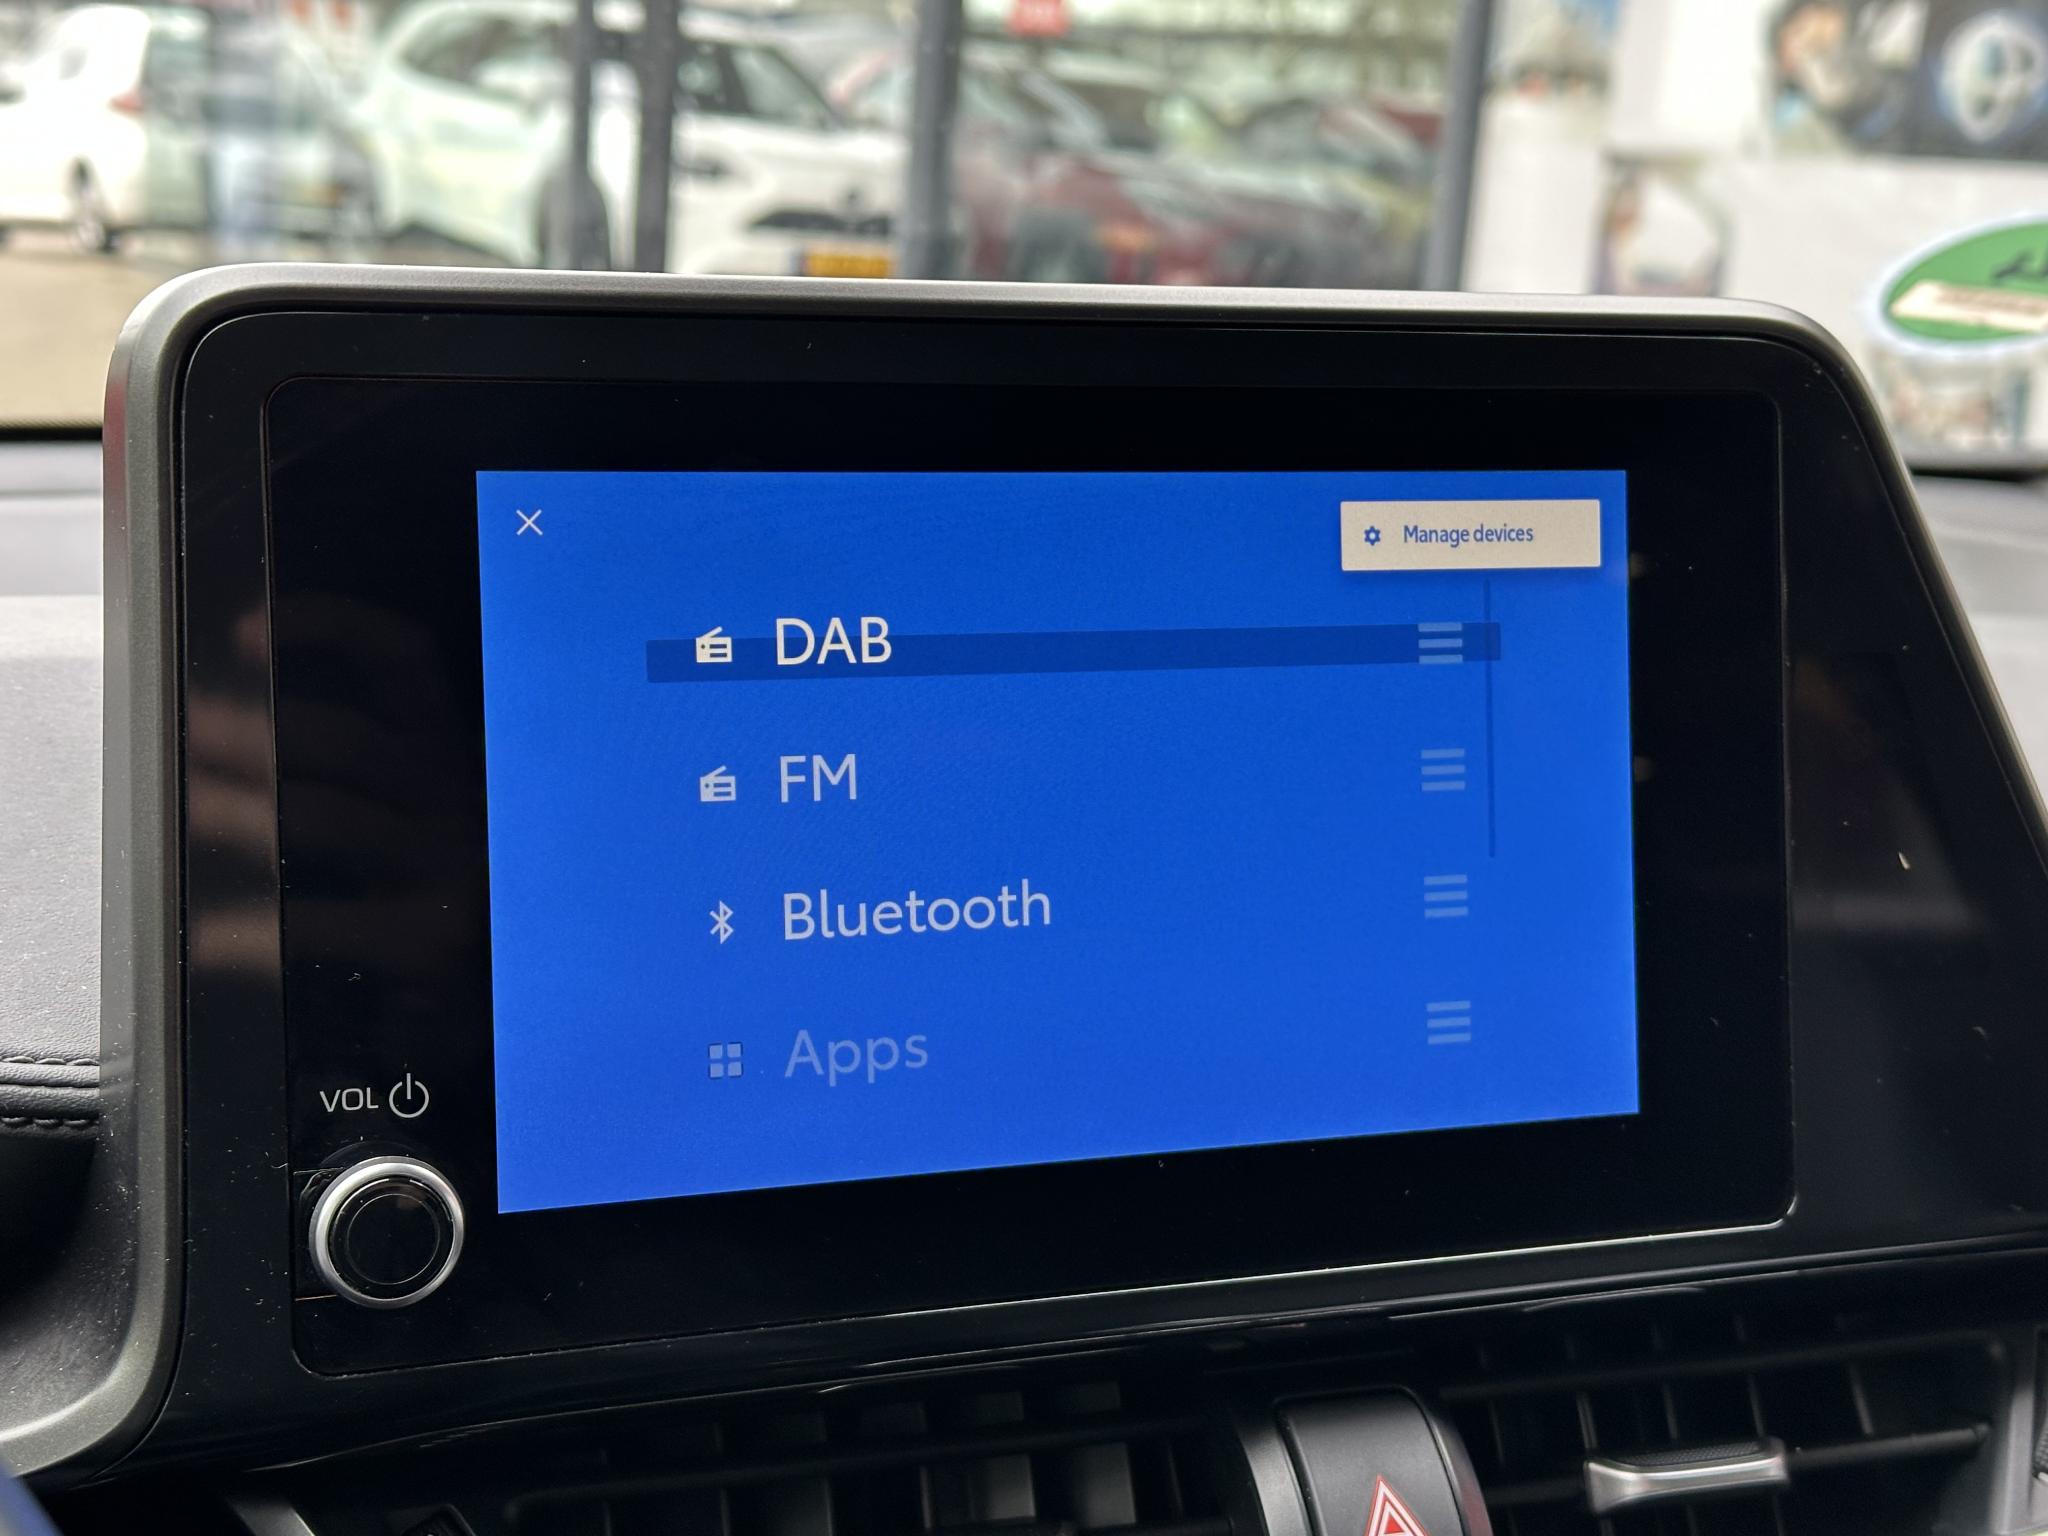 Manage devices
DAB
FM
Bluetooth
Apps
VOL